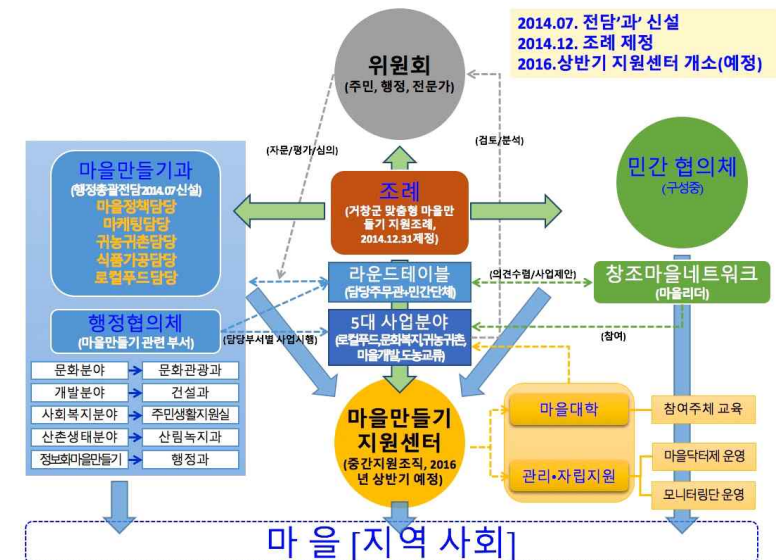 2014.07. 전담'과' 신설
2014.12. 조례 제정
2016.상반기 지원센터 개소(예정)
위원회
(주민, 행정, 전문가)
(자문/평가/심의)
(검토/분석)
마을만들기과
(행정총괄전담2014.07신설)
마을정책담당
마케팅담당
귀농귀촌담당
식품가공담당
로컬푸드담당
조례
(거창군 맞춤형 마을만
들기 지원조례,
2014.12.31제정)
민간 협의체
(구성중)
라운드테이블
(담당주무관+민간단체)
(의견수렴/사업제안)
창조마을네트워크
(마을리더)
행정협의체
(마을만들기 관련 부서)
(담당부서별 사업시행)
5대 사업분야
(로컬푸드,문화복지,귀농귀촌,
마을개발,도농교류)
(참여)
문화분야
문화관광과
개발분야
건설과
사회복지분야
주민생활지원실
산촌생태분야
산림녹지과
정보화마을만들기
행정과
마을만들기
지원센터
(중간지원조직, 2016
년 상반기 예정)
마을대학
참여주체 교육
관리•자립지원
마을닥터제 운영
모니터링단 운영
마 을 [지역 사회]